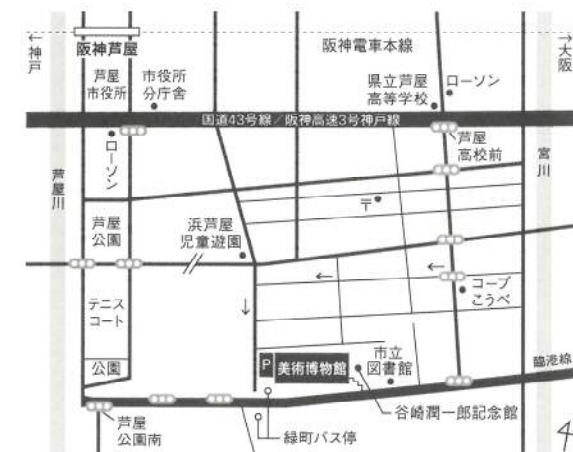 ← 神戸
阪神芦屋
阪神電車本線
→ 大阪
芦屋
市役所
市役所
分庁舎
県立芦屋
高等学校
ローソン
国道43号線/阪神高速3号神戸線
ローソン
芦屋
高校前
芦屋川
宮川
〒
芦屋
公園
浜芦屋
児童遊園
←
←
テニス
コート
コープ
こうべ
↓
公園
P
美術博物館
市立
図書館
臨港線
谷崎潤一郎記念館
芦屋
公園南
緑町バス停
4